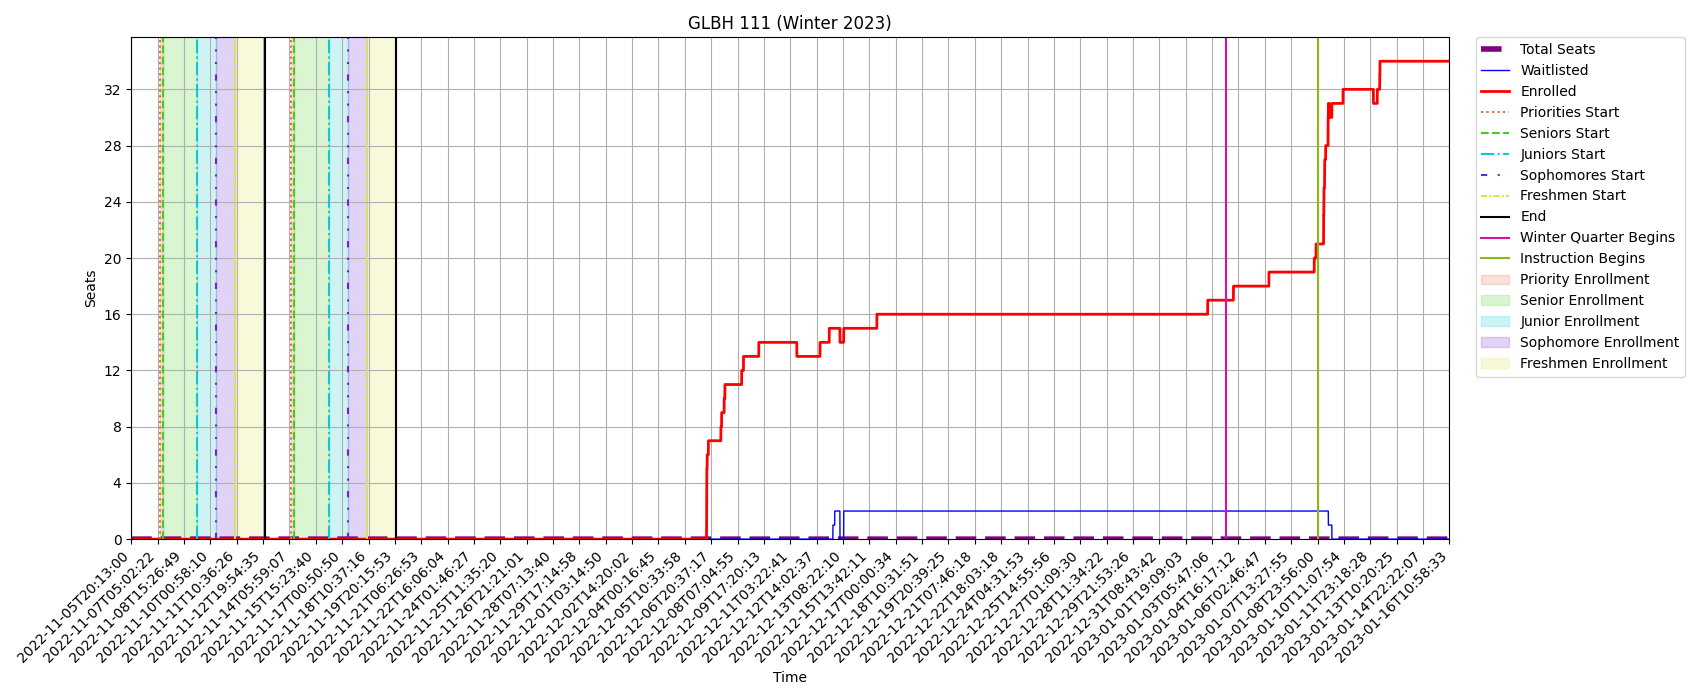 GLBH 111 (Winter 2023)
Seats
32
28
24
20
16
12
8
4
0
2022-11-05T20:13:00
2022-11-07T05:02:22
2022-11-08T15:26:49
2022-11-10T00:58:10
2022-11-11T10:36:26
2022-11-12T19:54:35
2022-11-14T05:59:07
2022-11-15T15:23:40
2022-11-17T00:50:50
2022-11-18T10:37:16
2022-11-19T20:15:53
2022-11-21T06:26:53
2022-11-22T16:06:04
2022-11-24T01:46:27
2022-11-25T11:35:20
2022-11-26T21:21:01
2022-11-28T07:13:40
2022-11-29T17:14:58
2022-12-01T03:14:50
2022-12-02T14:20:02
2022-12-04T00:16:45
2022-12-05T10:33:58
2022-12-06T20:37:17
2022-12-08T07:04:55
2022-12-09T17:20:13
2022-12-11T03:22:41
2022-12-12T14:02:37
2022-12-13T08:22:10
2022-12-15T13:42:11
2022-12-17T00:00:34
2022-12-18T10:31:51
2022-12-19T20:39:25
2022-12-21T07:46:18
2022-12-22T18:03:18
2022-12-24T04:31:53
2022-12-25T14:55:56
2022-12-27T01:09:30
2022-12-28T11:34:22
2022-12-29T21:53:26
2022-12-31T08:43:42
2023-01-01T19:09:03
2023-01-03T05:47:06
2023-01-04T16:17:12
2023-01-06T02:46:47
2023-01-07T13:27:55
2023-01-08T23:56:00
2023-01-10T11:07:54
2023-01-11T23:18:28
2023-01-13T10:20:25
2023-01-14T22:22:07
2023-01-16T10:58:33
Time
Total Seats
Waitlisted
Enrolled
Priorities Start
Seniors Start
Juniors Start
Sophomores Start
Freshmen Start
End
Winter Quarter Begins
Instruction Begins
Priority Enrollment
Senior Enrollment
Junior Enrollment
Sophomore Enrollment
Freshmen Enrollment